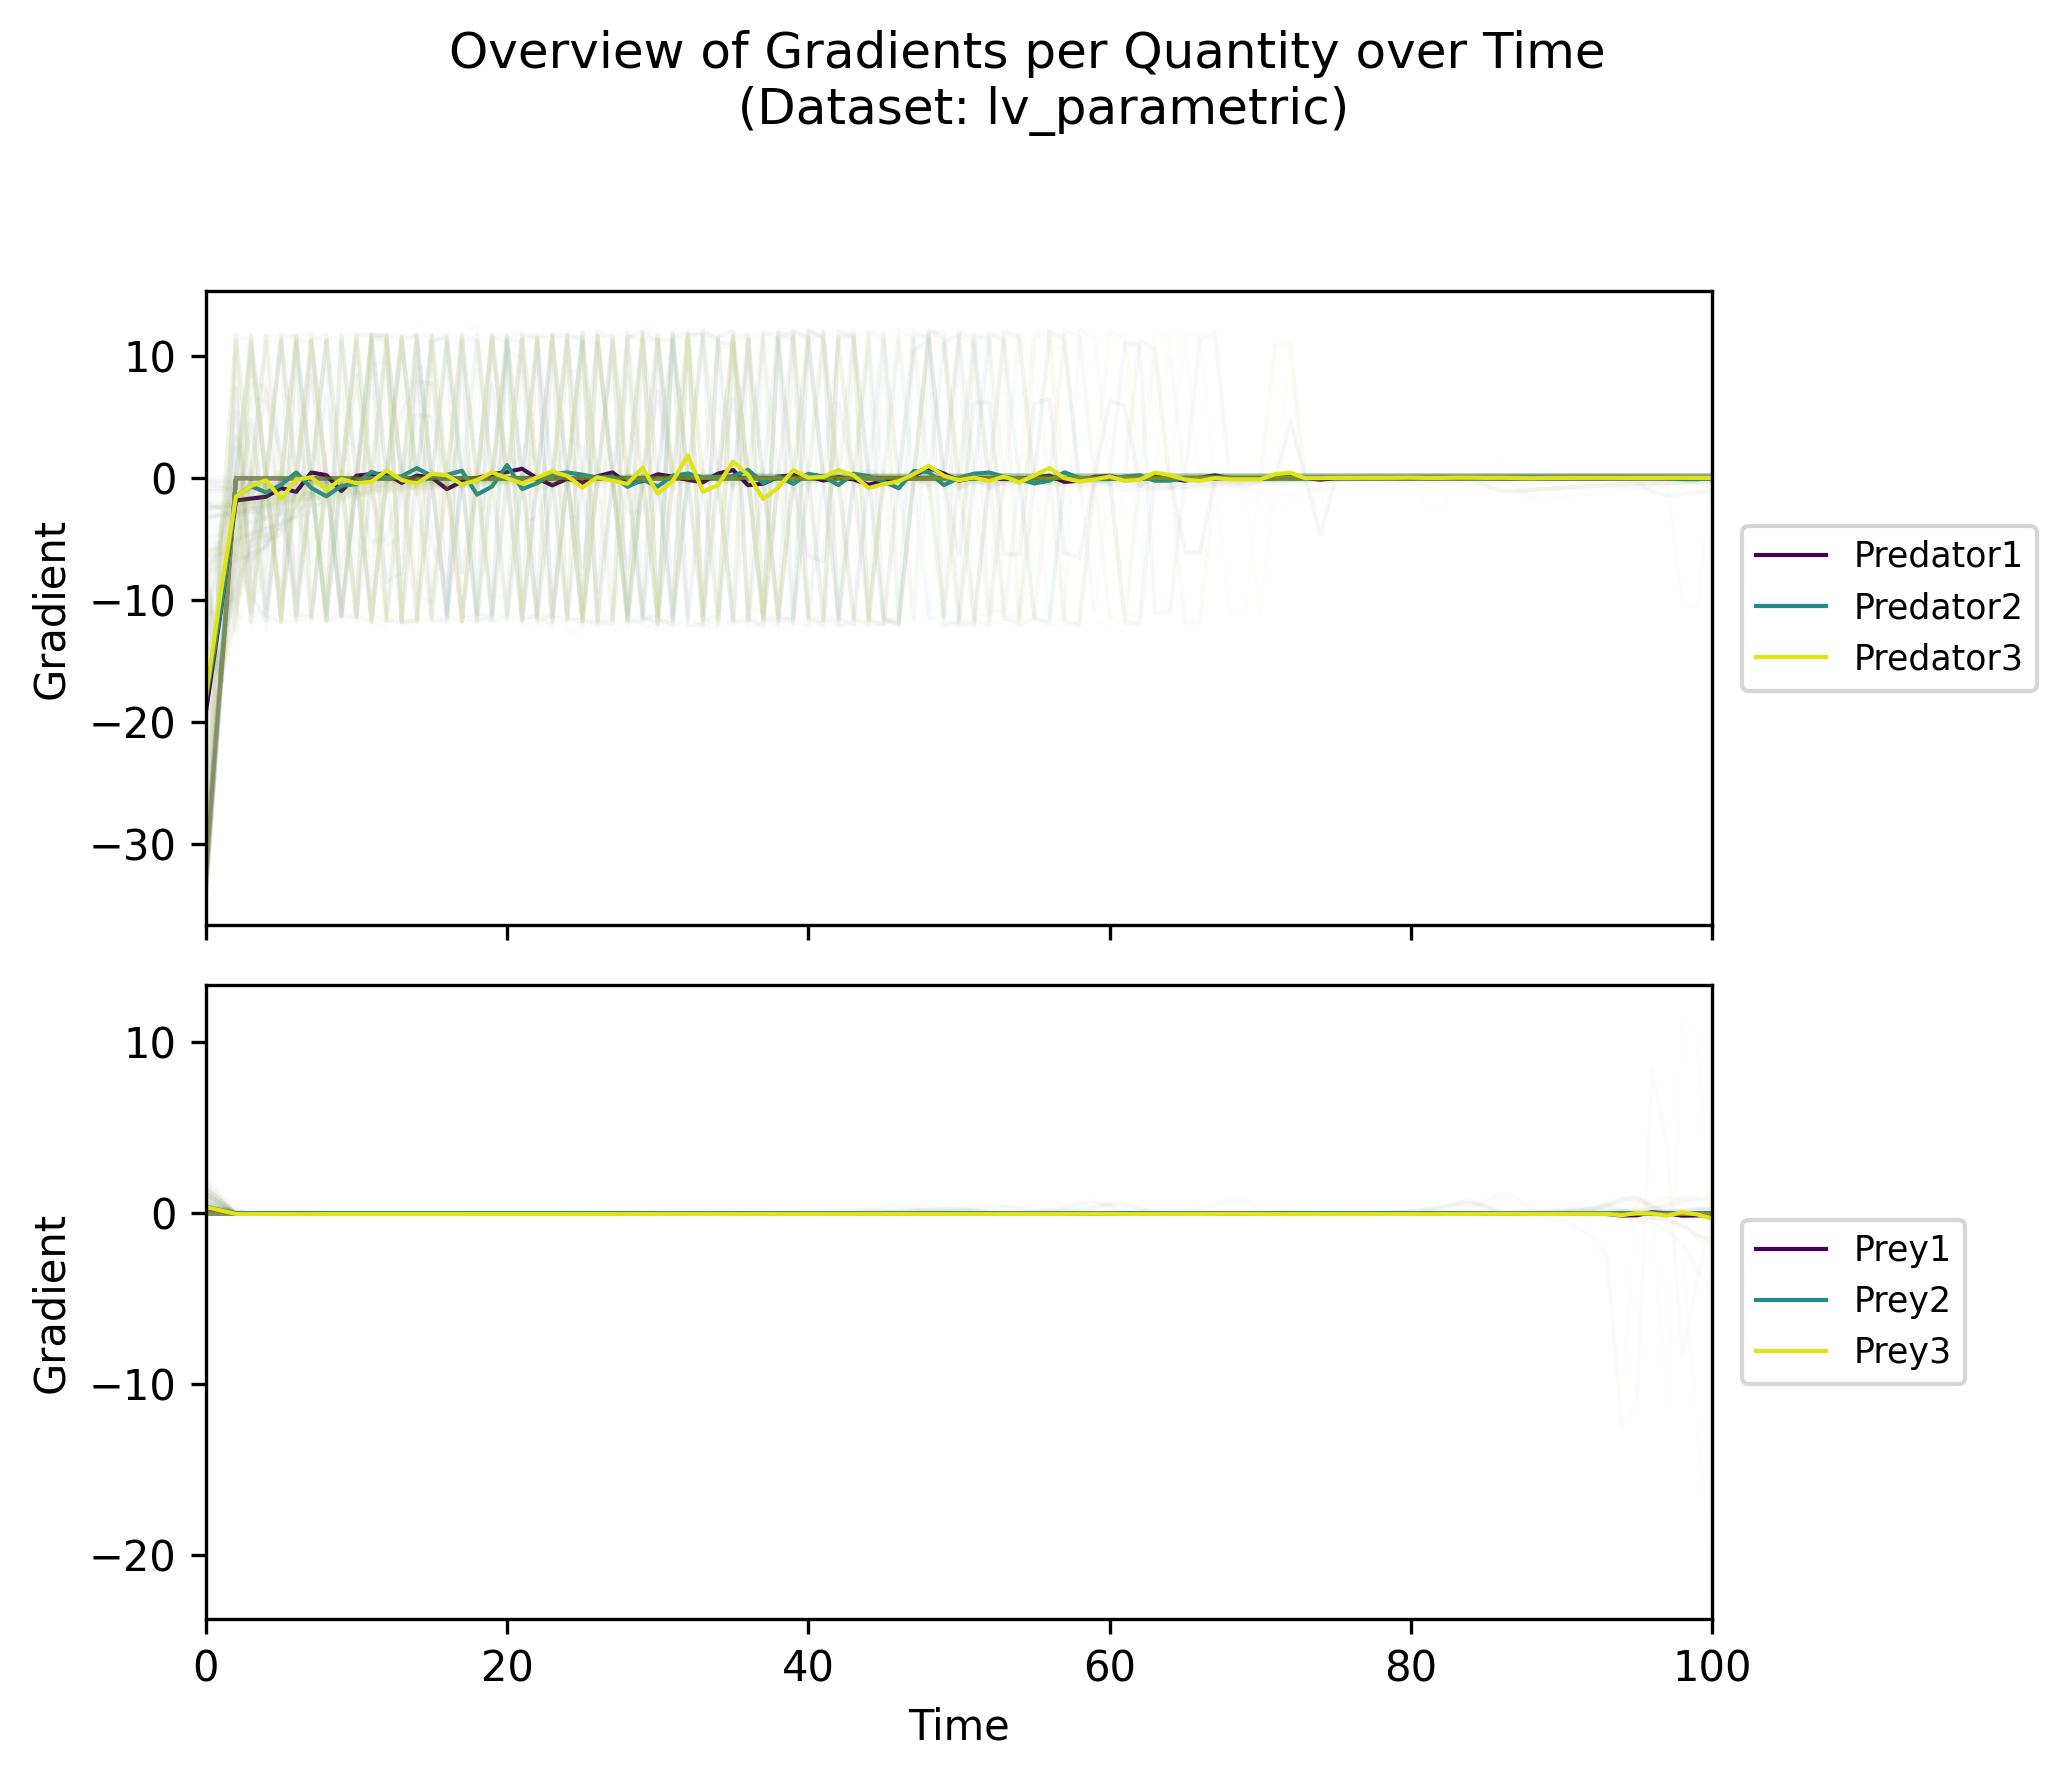 Overview of Gradients per Quantity over Time
(Dataset: lv_parametric)
10
0
−10
−20
−30
Gradient
Predator1
Predator2
Predator3
10
0
−10
−20
Gradient
Prey1
Prey2
Prey3
0 20 40 60 80 100
Time